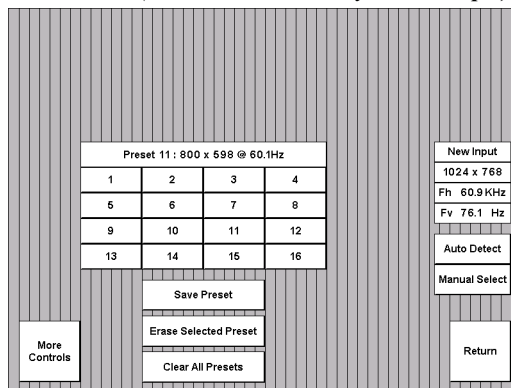 Preset 11 : 800 x 598 @ 60.1Hz
1 2 3 4
5 6 7 8
9 10 11 12
13 14 15 16
Save Preset
Erase Selected Preset
Clear All Presets
New Input
1024 x 768
Fh 60.9 KHz
Fv 76.1 Hz
Auto Detect
Manual Select
More
Controls
Return